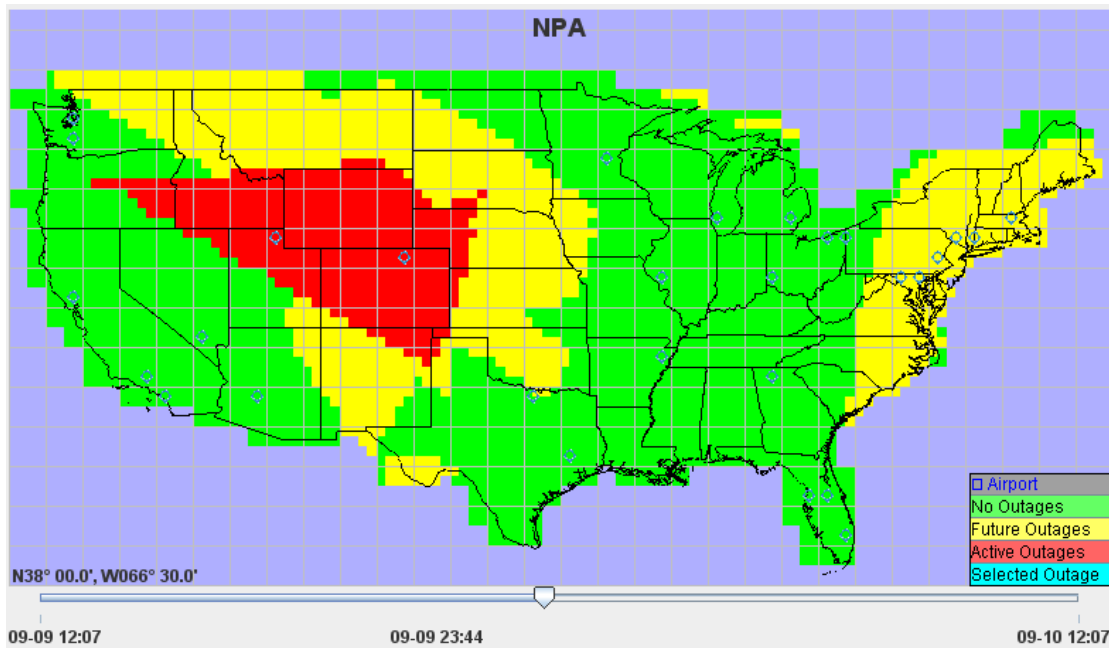 NPA
Airport
No Outages
Future Outages
Active Outages
Selected Outage
N38° 00.0', W066° 30.0'
09-09 12:07
09-09 23:44
09-10 12:07